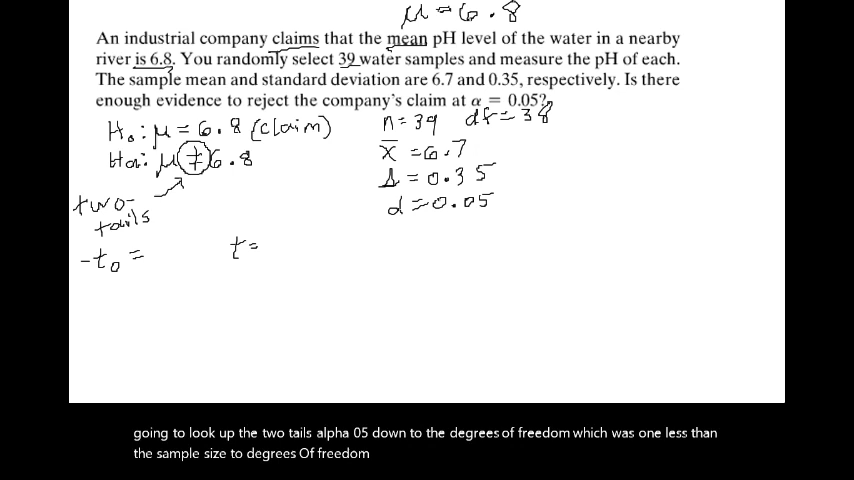 μ = 6.8
An industrial company claims that the mean pH level of the water in a nearby
river is 6.8. You randomly select 39 water samples and measure the pH of each.
The sample mean and standard deviation are 6.7 and 0.35, respectively. Is there
enough evidence to reject the company's claim at α = 0.05?
H₀: μ = 6.8 (claim)
Ha: μ ≠ 6.8
n = 39 df = 38
x̄ = 6.7
s = 0.35
α = 0.05
two-
tails
-t₀ =
t =
going to look up the two tails alpha 05 down to the degrees of freedom which was one less than
the sample size to degrees Of freedom